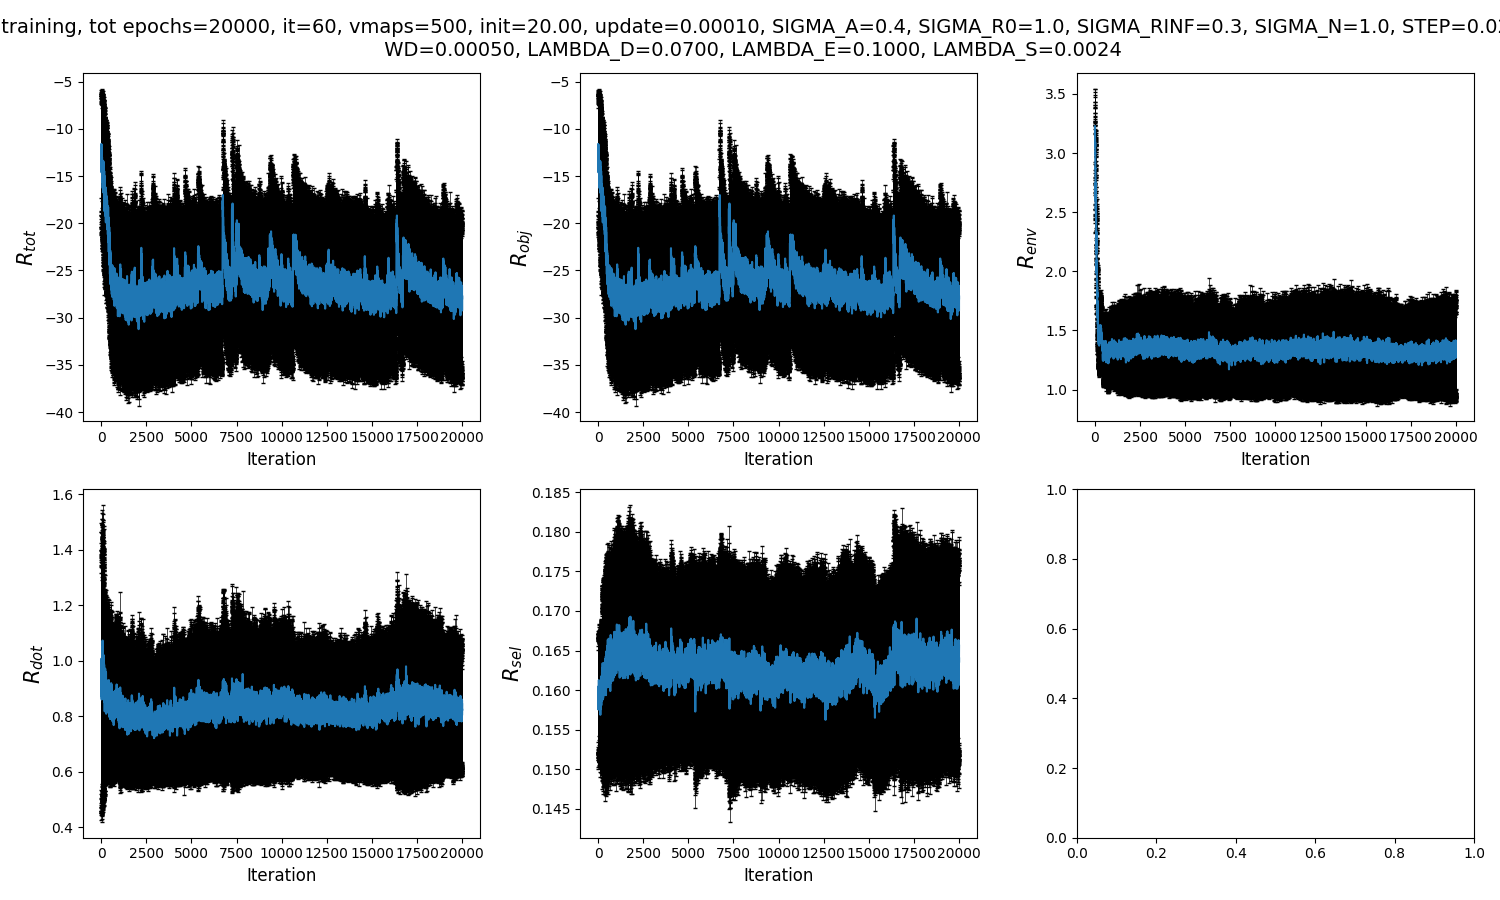 training, tot epochs=20000, it=60, vmaps=500, init=20.00, update=0.00010, SIGMA_A=0.4, SIGMA_R0=1.0, SIGMA_RINF=0.3, SIGMA_N=1.0, STEP=0.0
WD=0.00050, LAMBDA_D=0.0700, LAMBDA_E=0.1000, LAMBDA_S=0.0024
−5
−10
−15
−20
−25
−30
−35
−40
R_tot
0 2500 5000 7500 10000 12500 15000 17500 20000
Iteration
−5
−10
−15
−20
−25
−30
−35
−40
R_obj
0 2500 5000 7500 10000 12500 15000 17500 20000
Iteration
3.5
3.0
2.5
2.0
1.5
1.0
R_env
0 2500 5000 7500 10000 12500 15000 17500 20000
Iteration
1.6
1.4
1.2
1.0
0.8
0.6
0.4
R_dot
0 2500 5000 7500 10000 12500 15000 17500 20000
Iteration
0.185
0.180
0.175
0.170
0.165
0.160
0.155
0.150
0.145
R_sel
0 2500 5000 7500 10000 12500 15000 17500 20000
Iteration
1.0
0.8
0.6
0.4
0.2
0.0
0.0 0.2 0.4 0.6 0.8 1.0